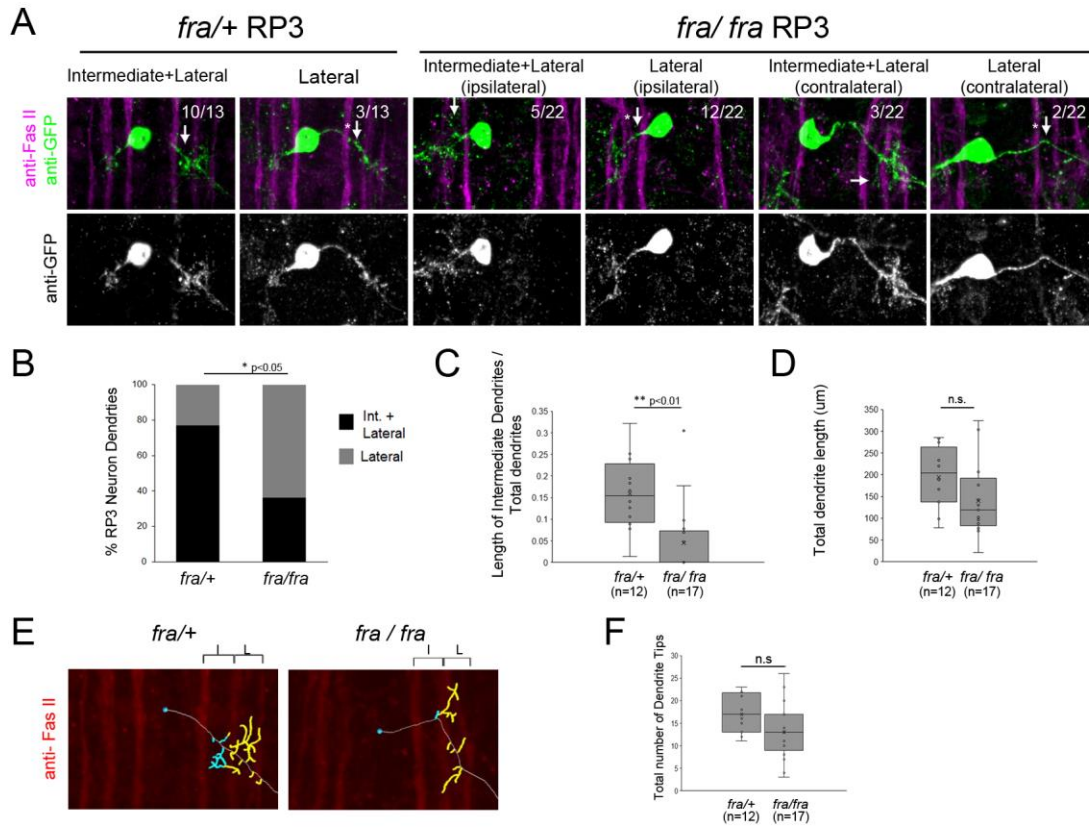 A
fra/+ RP3
fra/ fra RP3
Intermediate+Lateral
Lateral
Intermediate+Lateral
(ipsilateral)
Lateral
(ipsilateral)
Intermediate+Lateral
(contralateral)
Lateral
(contralateral)
anti-Fas II
anti-GFP
10/13
* 3/13
5/22
* 12/22
3/22
* 2/22
anti-GFP
B
* p<0.05
% RP3 Neuron Dendrties
100
80
60
40
20
0
fra/+
fra/fra
Int. +
Lateral
Lateral
C
** p<0.01
Length of Intermediate Dendrites /
Total dendrites
0.35
0.3
0.25
0.2
0.15
0.1
0.05
0
fra/+
(n=12)
fra/ fra
(n=17)
D
n.s.
Total dendrite length (um)
350
300
250
200
150
100
50
0
fra/+
(n=12)
fra/ fra
(n=17)
E
fra/+
fra / fra
I L
I L
anti- Fas II
F
n.s
Total number of Dendrite Tips
30
25
20
15
10
5
0
fra/+
(n=12)
fra/fra
(n=17)